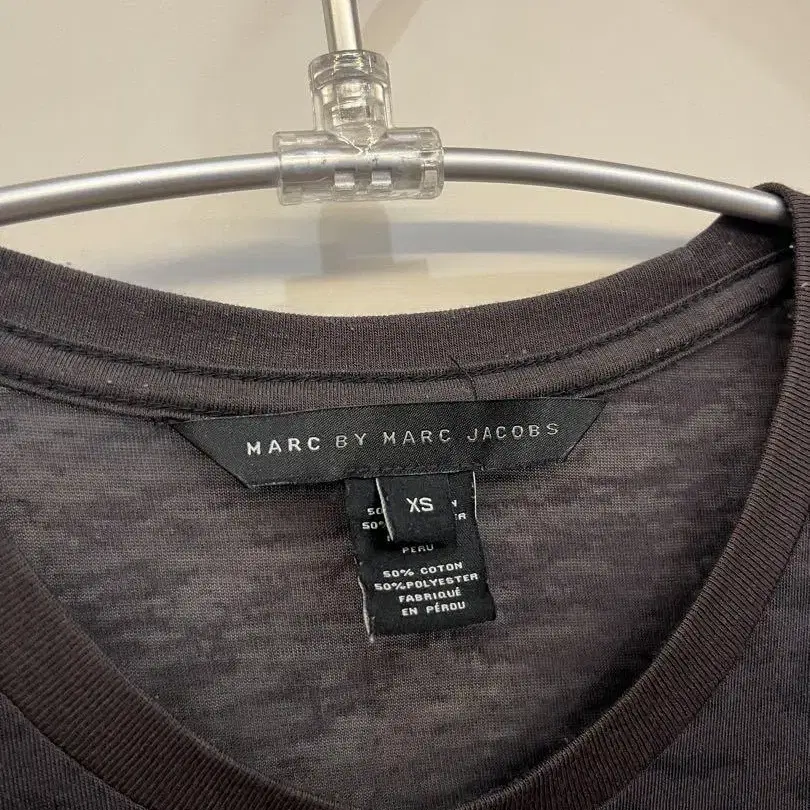 MARC BY MARC JACOBS
XS
PERU
50% COTON
50%POLYESTER
FABRIQUÉ
EN PÉROU